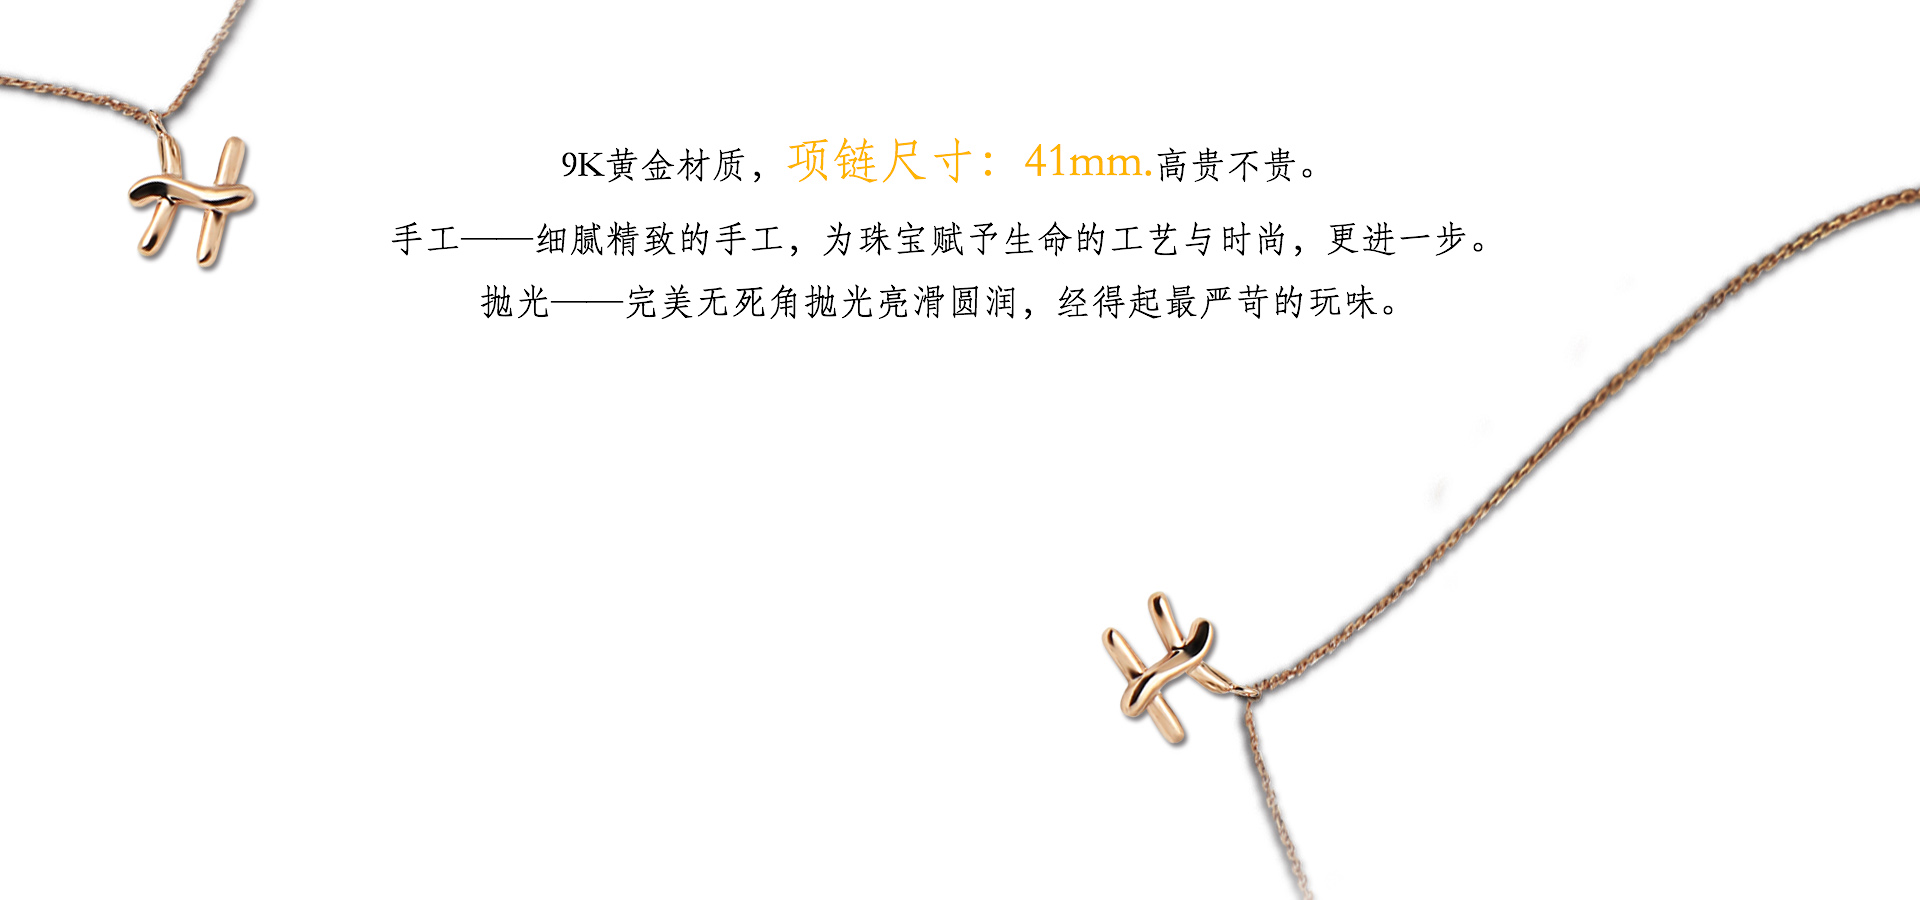 9K黄金材质，项链尺寸：41mm.高贵不贵。
手工——细腻精致的手工，为珠宝赋予生命的工艺与时尚，更进一步。
抛光——完美无死角抛光亮滑圆润，经得起最严苛的玩味。